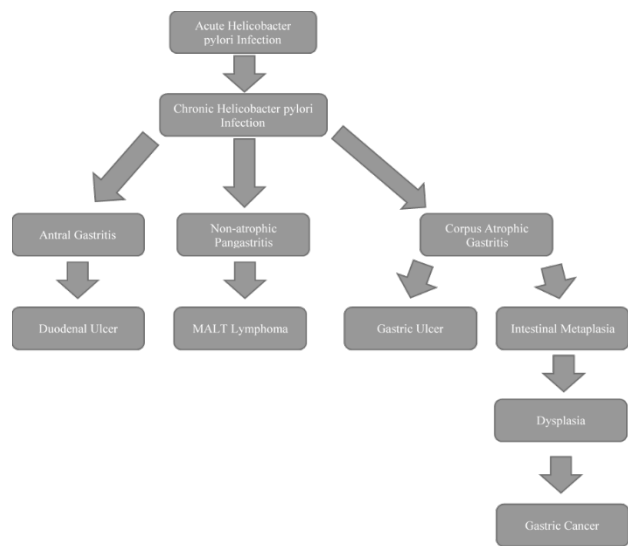 Acute Helicobacter
pylori Infection
Chronic Helicobacter pylori
Infection
Antral Gastritis
Non-atrophic
Pangastritis
Corpus Atrophic
Gastritis
Duodenal Ulcer
MALT Lymphoma
Gastric Ulcer
Intestinal Metaplasia
Dysplasia
Gastric Cancer